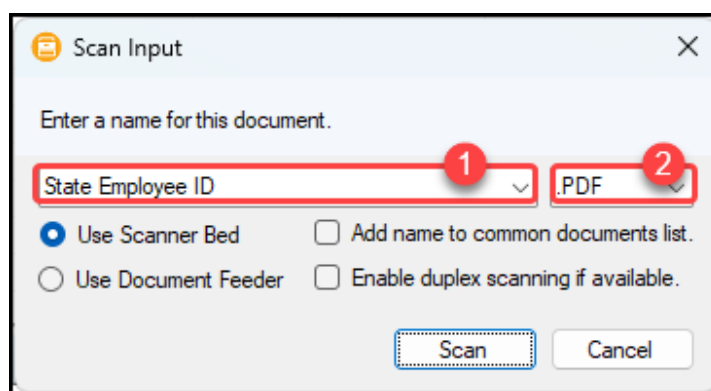 Scan Input
Enter a name for this document.
1
2
State Employee ID
.PDF
Use Scanner Bed
Add name to common documents list.
Use Document Feeder
Enable duplex scanning if available.
Scan
Cancel